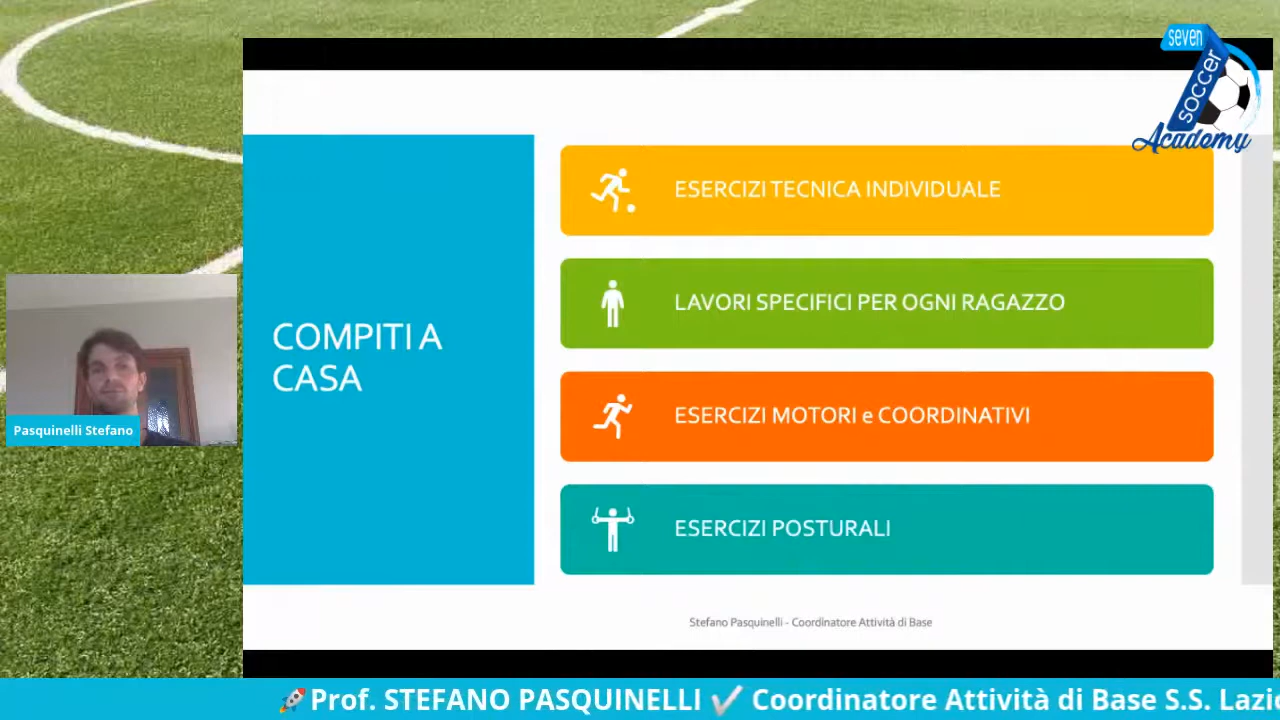 seven
SOCCER
Academy
COMPITI A
CASA
ESERCIZI TECNICA INDIVIDUALE
LAVORI SPECIFICI PER OGNI RAGAZZO
ESERCIZI MOTORI e COORDINATIVI
ESERCIZI POSTURALI
Pasquinelli Stefano
Stefano Pasquinelli - Coordinatore Attività di Base
🚀Prof. STEFANO PASQUINELLI ✔ Coordinatore Attività di Base S.S. Lazi